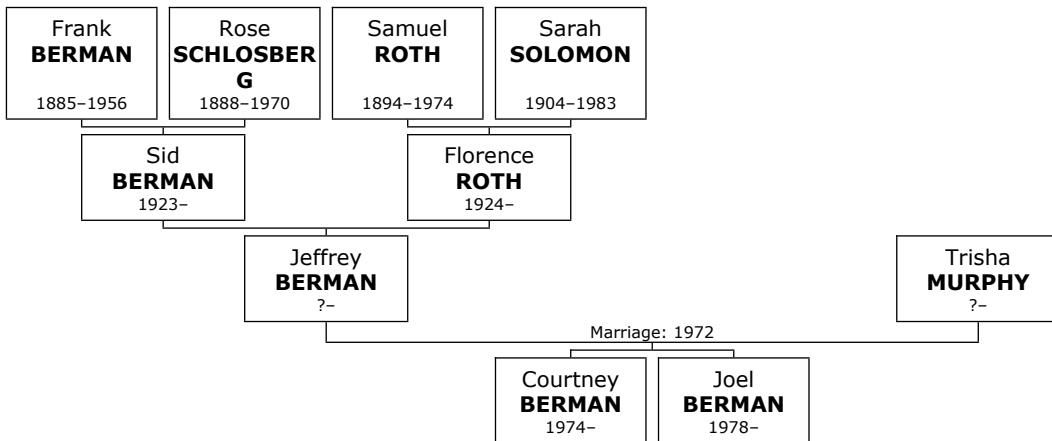 Frank
BERMAN
1885–1956
Rose
SCHLOSBER
G
1888–1970
Samuel
ROTH
1894–1974
Sarah
SOLOMON
1904–1983
Sid
BERMAN
1923–
Florence
ROTH
1924–
Jeffrey
BERMAN
?–
Trisha
MURPHY
?–
Marriage: 1972
Courtney
BERMAN
1974–
Joel
BERMAN
1978–